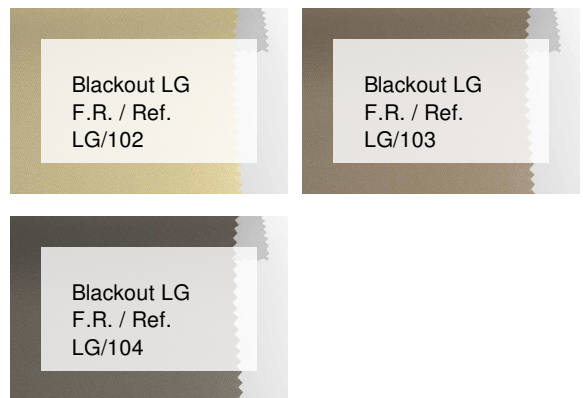 Blackout LG
F.R. / Ref.
LG/102
Blackout LG
F.R. / Ref.
LG/103
Blackout LG
F.R. / Ref.
LG/104